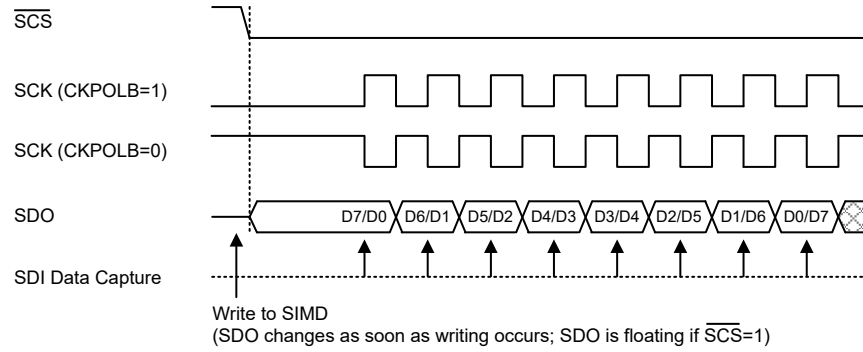 SCS
SCK (CKPOLB=1)
SCK (CKPOLB=0)
SDO
D7/D0 D6/D1 D5/D2 D4/D3 D3/D4 D2/D5 D1/D6 D0/D7
SDI Data Capture
Write to SIMD
(SDO changes as soon as writing occurs; SDO is floating if SCS=1)